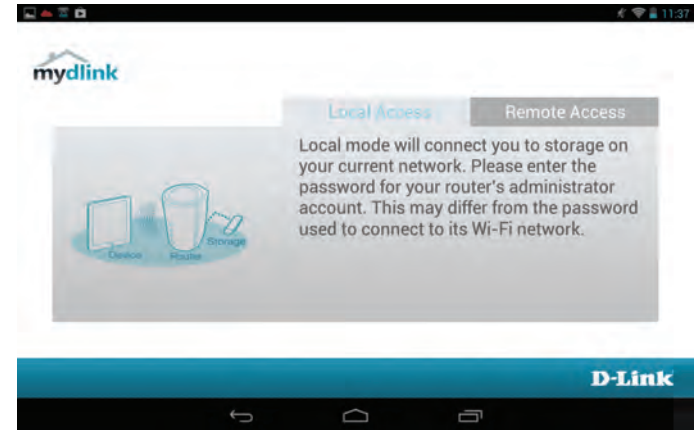 11:37
mydlink
Local Access
Remote Access
Local mode will connect you to storage on
your current network. Please enter the
password for your router's administrator
account. This may differ from the password
used to connect to its Wi-Fi network.
Storage
Device
Router
D-Link